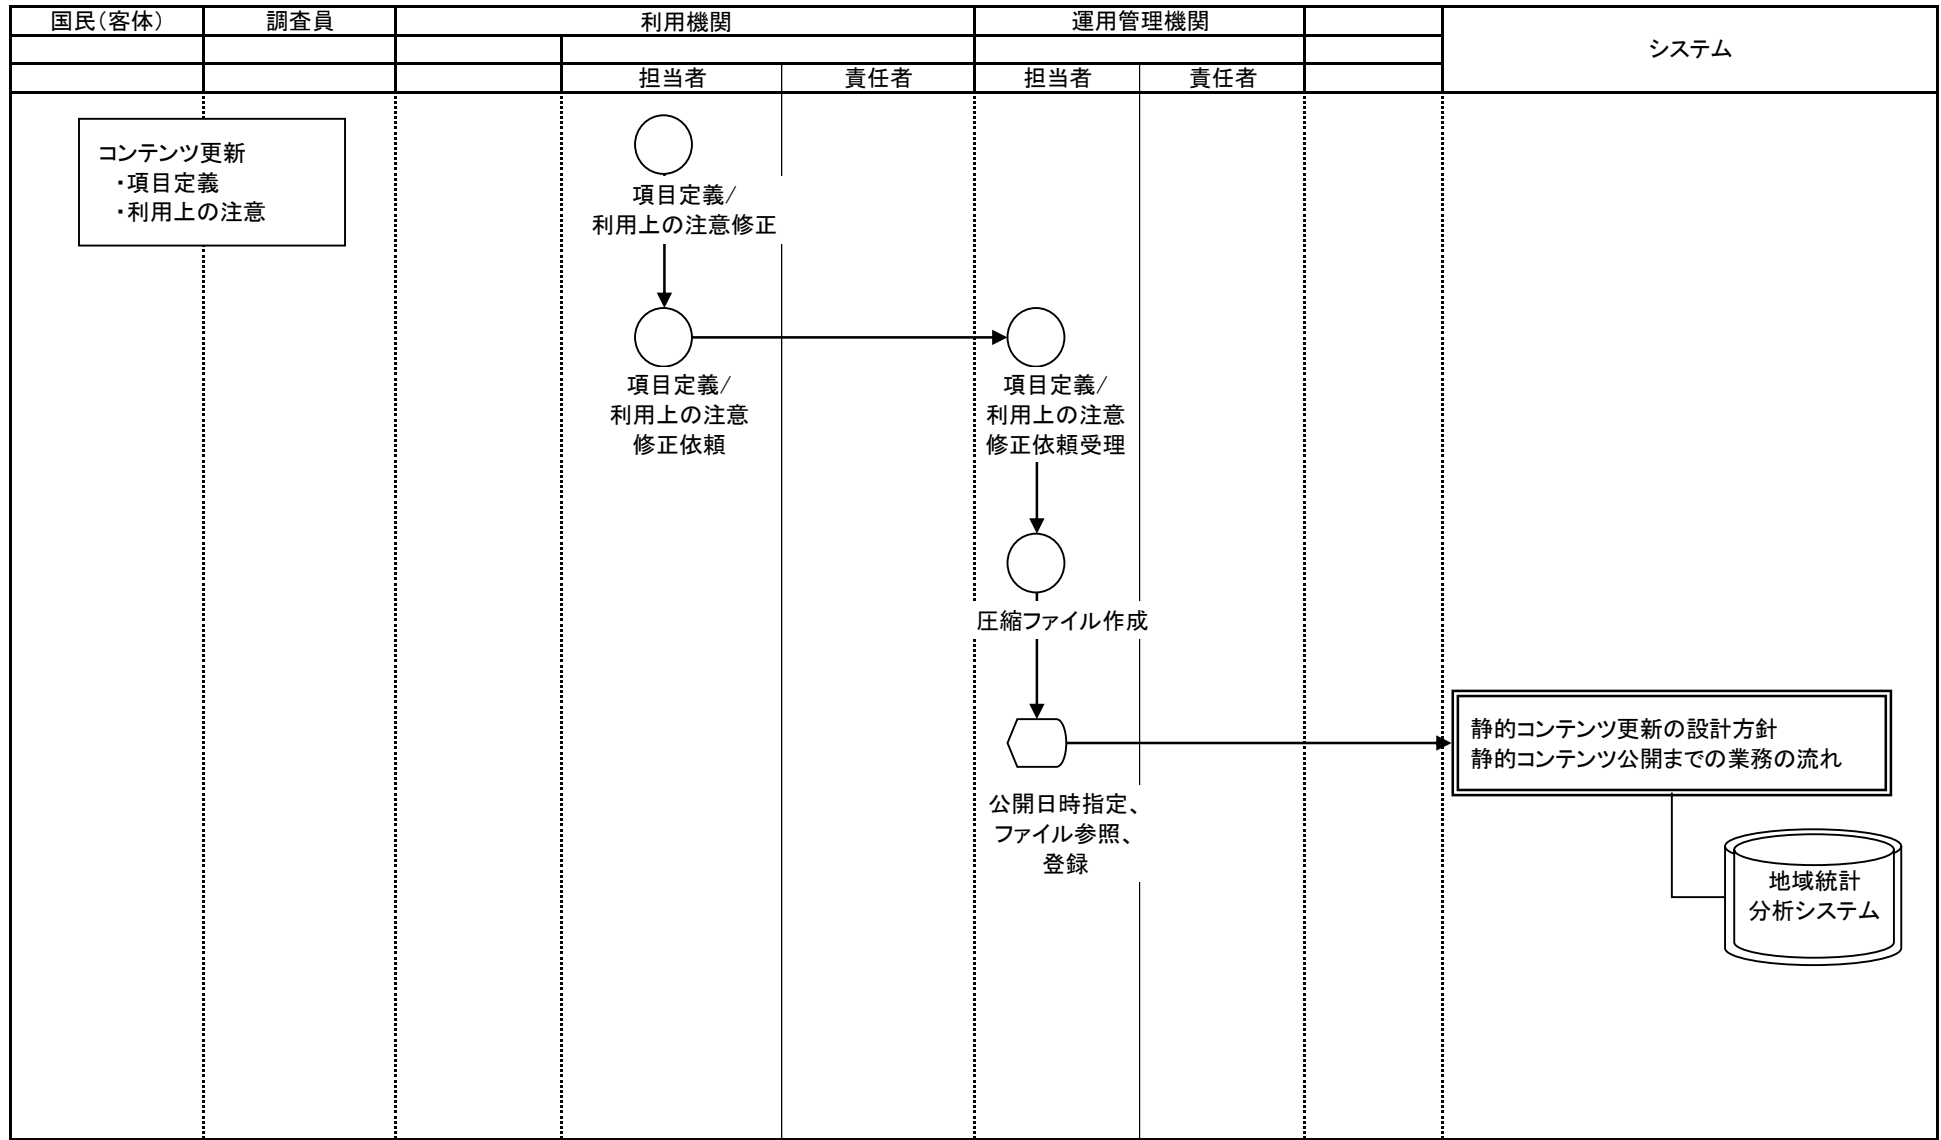 国民（客体）
調査員
利用機関
運用管理機関
システム
担当者
責任者
担当者
責任者
コンテンツ更新
・項目定義
・利用上の注意
項目定義/
利用上の注意修正
項目定義/
利用上の注意
修正依頼
項目定義/
利用上の注意
修正依頼受理
圧縮ファイル作成
公開日時指定、
ファイル参照、
登録
静的コンテンツ更新の設計方針
静的コンテンツ公開までの業務の流れ
地域統計
分析システム